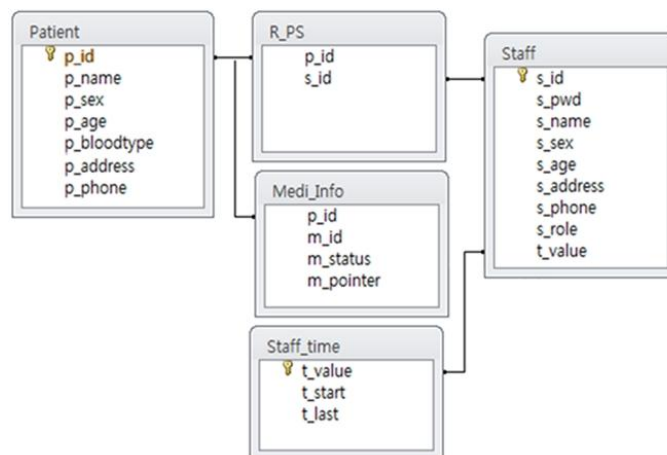 Patient
p_id
p_name
p_sex
p_age
p_bloodtype
p_address
p_phone
R_PS
p_id
s_id
Medi_Info
p_id
m_id
m_status
m_pointer
Staff_time
t_value
t_start
t_last
Staff
s_id
s_pwd
s_name
s_sex
s_age
s_address
s_phone
s_role
t_value